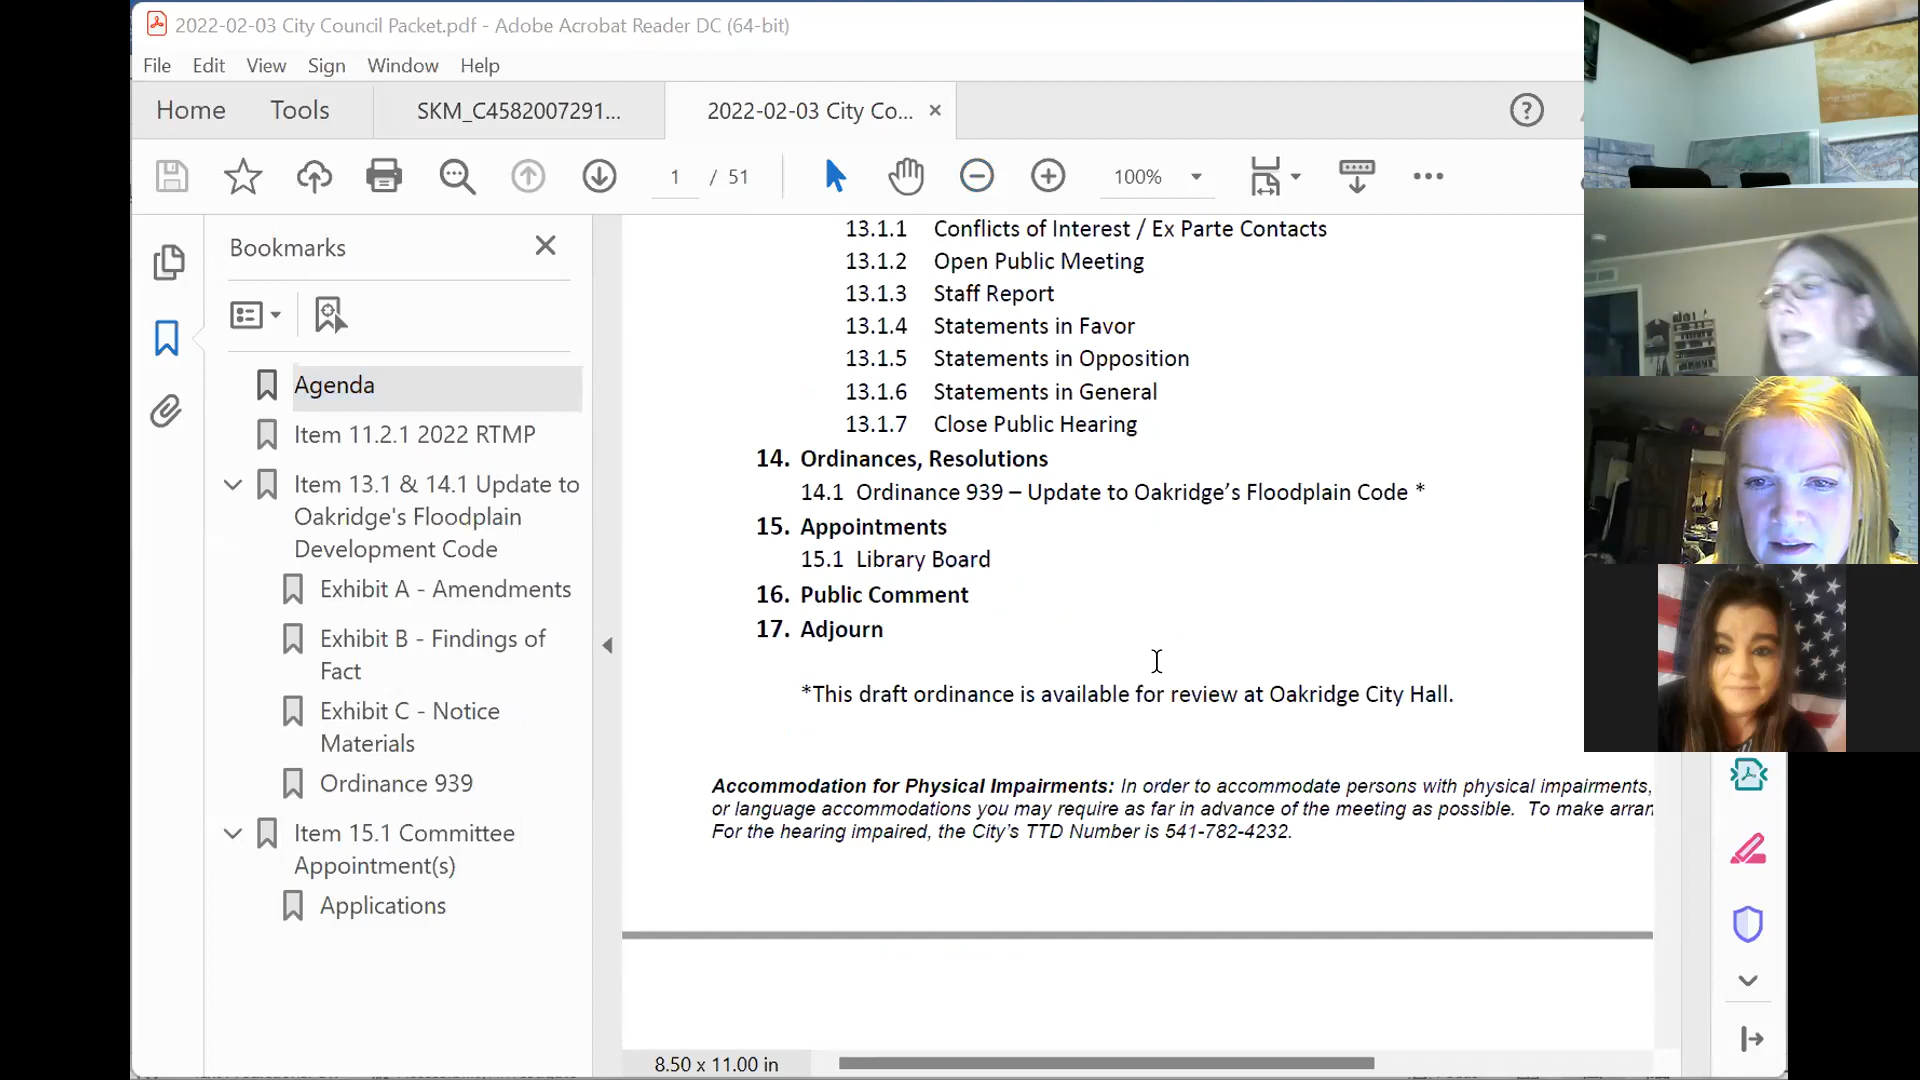 2022-02-03 City Council Packet.pdf - Adobe Acrobat Reader DC (64-bit)
File Edit View Sign Window Help
Home Tools SKM_C4582007291... 2022-02-03 City Co... ×
1 / 51 100%
Bookmarks
Agenda
Item 11.2.1 2022 RTMP
Item 13.1 & 14.1 Update to
Oakridge's Floodplain
Development Code
Exhibit A - Amendments
Exhibit B - Findings of
Fact
Exhibit C - Notice
Materials
Ordinance 939
Item 15.1 Committee
Appointment(s)
Applications
13.1.1 Conflicts of Interest / Ex Parte Contacts
13.1.2 Open Public Meeting
13.1.3 Staff Report
13.1.4 Statements in Favor
13.1.5 Statements in Opposition
13.1.6 Statements in General
13.1.7 Close Public Hearing
14. Ordinances, Resolutions
14.1 Ordinance 939 – Update to Oakridge’s Floodplain Code *
15. Appointments
15.1 Library Board
16. Public Comment
17. Adjourn
*This draft ordinance is available for review at Oakridge City Hall.
Accommodation for Physical Impairments: In order to accommodate persons with physical impairments,
or language accommodations you may require as far in advance of the meeting as possible. To make arran
For the hearing impaired, the City’s TTD Number is 541-782-4232.
8.50 x 11.00 in